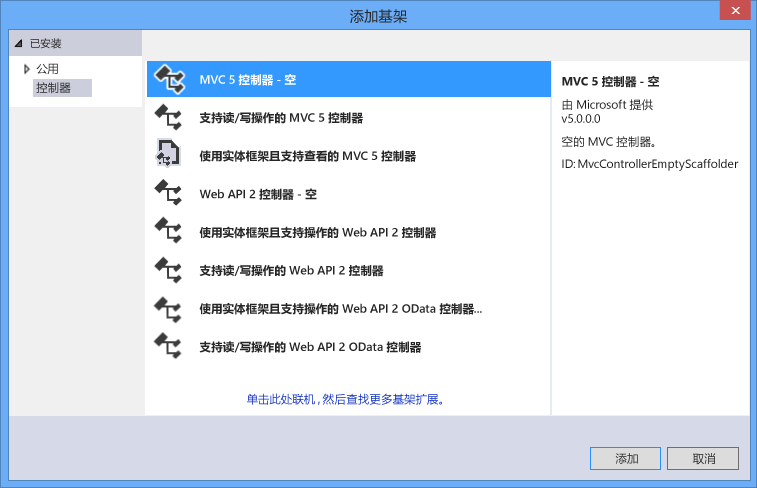 添加基架
已安装
公用
控制器
MVC 5 控制器 - 空
支持读/写操作的 MVC 5 控制器
使用实体框架且支持查看的 MVC 5 控制器
Web API 2 控制器 - 空
使用实体框架且支持操作的 Web API 2 控制器
支持读/写操作的 Web API 2 控制器
使用实体框架且支持操作的 Web API 2 OData 控制器...
支持读/写操作的 Web API 2 OData 控制器
单击此处联机,然后查找更多基架扩展。
MVC 5 控制器 - 空
由 Microsoft 提供
v5.0.0.0
空的 MVC 控制器。
ID: MvcControllerEmptyScaffolder
添加
取消